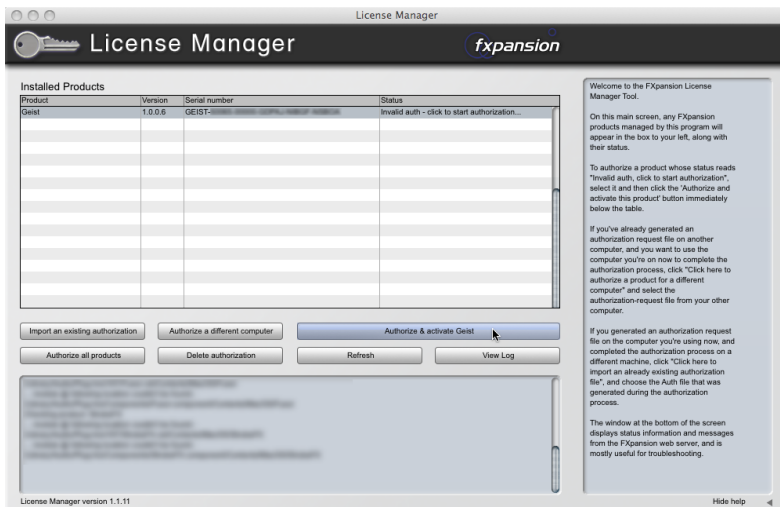 License Manager
License Manager
fxpansion
Installed Products
Product Version Serial number Status
Geist 1.0.0.6 GEIST- Invalid auth - click to start authorization...
Import an existing authorization
Authorize a different computer
Authorize & activate Geist
Authorize all products
Delete authorization
Refresh
View Log
License Manager version 1.1.11
Welcome to the FXpansion License
Manager Tool.
On this main screen, any FXpansion
products managed by this program will
appear in the box to your left, along with
their status.
To authorize a product whose status reads
"Invalid auth, click to start authorization",
select it and then click the 'Authorize and
activate this product' button immediately
below the table.
If you've already generated an
authorization request file on another
computer, and you want to use the
computer you're on now to complete the
authorization process, click "Click here to
authorize a product for a different
computer" and select the
authorization-request file from your other
computer.
If you generated an authorization request
file on the computer you're using now, and
completed the authorization process on a
different machine, click "Click here to
import an already existing authorization
file", and choose the Auth file that was
generated during the authorization
process.
The window at the bottom of the screen
displays status information and messages
from the FXpansion web server, and is
mostly useful for troubleshooting.
Hide help